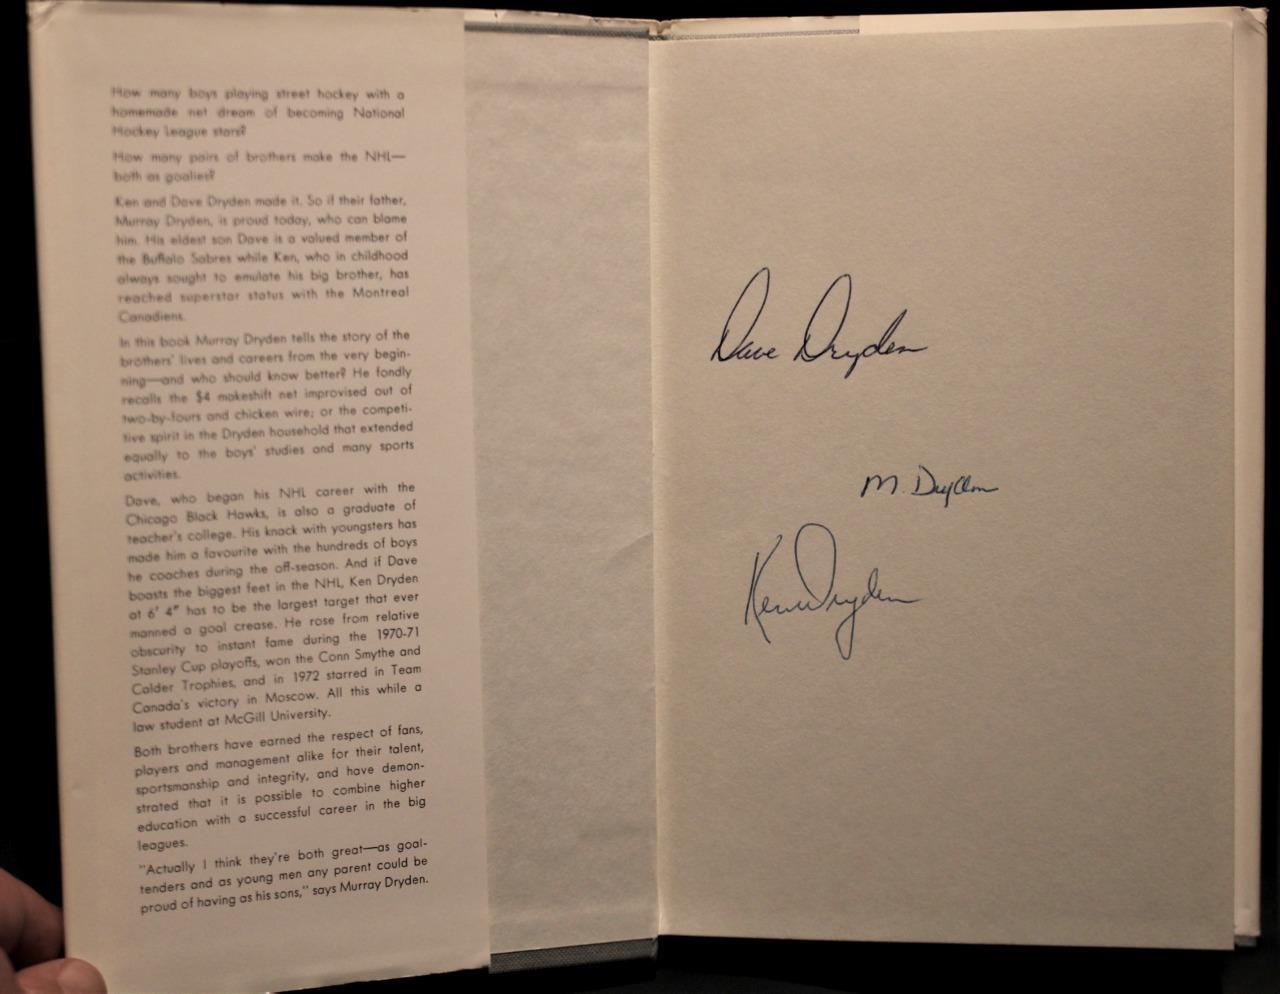 How many boys playing street hockey with a
homemade net dream of becoming National
Hockey League stars?
How many pairs of brothers make the NHL—
both as goalies?
Ken and Dave Dryden made it. So if their father,
Murray Dryden, is proud today, who can blame
him. His eldest son Dave is a valued member of
the Buffalo Sabres while Ken, who in childhood
always sought to emulate his big brother, has
reached superstar status with the Montreal
Canadiens.
In this book Murray Dryden tells the story of the
brothers' lives and careers from the very begin-
ning—and who should know better? He fondly
recalls the $4 makeshift net improvised out of
two-by-fours and chicken wire; or the competi-
tive spirit in the Dryden household that extended
equally to the boys' studies and many sports
activities.
Dave, who began his NHL career with the
Chicago Black Hawks, is also a graduate of
teacher's college. His knack with youngsters has
made him a favourite with the hundreds of boys
he coaches during the off-season. And if Dave
boasts the biggest feet in the NHL, Ken Dryden
at 6' 4" has to be the largest target that ever
manned a goal crease. He rose from relative
obscurity to instant fame during the 1970-71
Stanley Cup playoffs, won the Conn Smythe and
Calder Trophies, and in 1972 starred in Team
Canada's victory in Moscow. All this while a
law student at McGill University.
Both brothers have earned the respect of fans,
players and management alike for their talent,
sportsmanship and integrity, and have demon-
strated that it is possible to combine higher
education with a successful career in the big
leagues.
"Actually I think they're both great—as goal-
tenders and as young men any parent could be
proud of having as his sons," says Murray Dryden.
Dave Dryden
M. Dryden
Ken Dryden